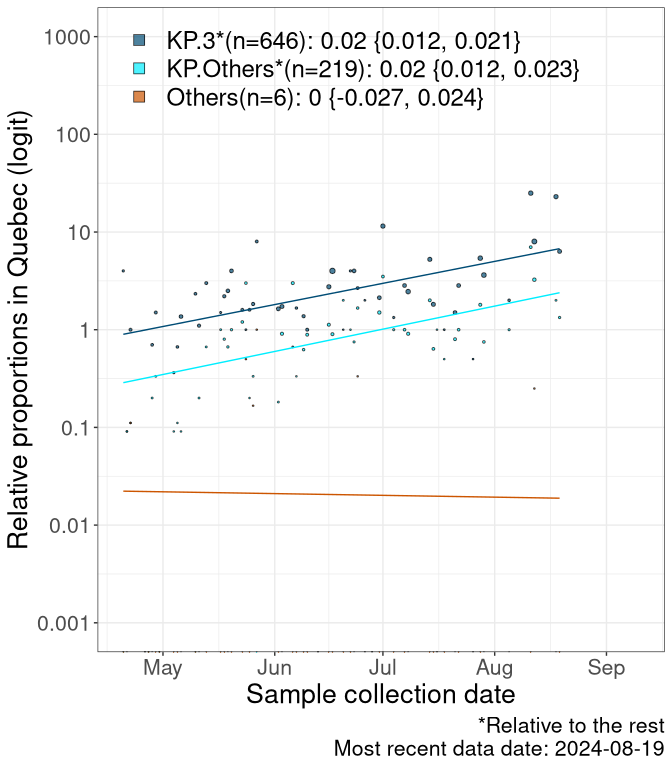 KP.3*(n=646): 0.02 {0.012, 0.021}
KP.Others*(n=219): 0.02 {0.012, 0.023}
Others(n=6): 0 {-0.027, 0.024}
Relative proportions in Quebec (logit)
1000
100
10
1
0.1
0.01
0.001
May Jun Jul Aug Sep
Sample collection date
*Relative to the rest
Most recent data date: 2024-08-19